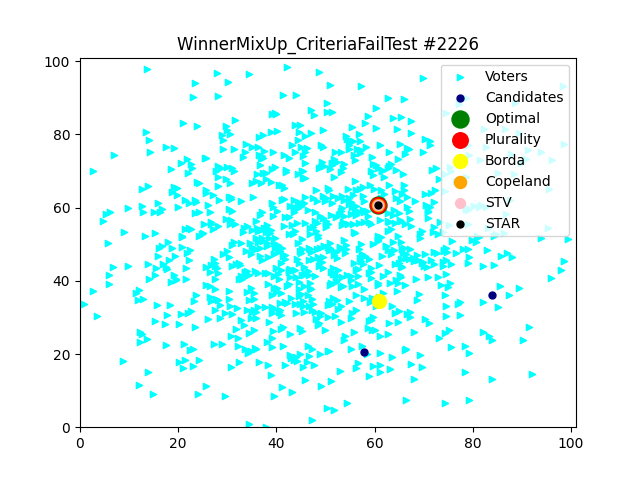 WinnerMixUp_CriteriaFailTest #2226
100
80
60
40
20
0
0
20
40
60
80
100
Voters
Candidates
Optimal
Plurality
Borda
Copeland
STV
STAR